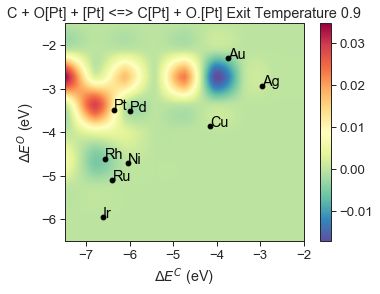 C + O[Pt] + [Pt] <=> C[Pt] + O.[Pt] Exit Temperature 0.9
−2
−3
−4
−5
−6
ΔE^O (eV)
Au
Ag
Pt
Pd
Cu
Rh
Ni
Ru
Ir
−7
−6
−5
−4
−3
−2
ΔE^C (eV)
0.03
0.02
0.01
0.00
−0.01